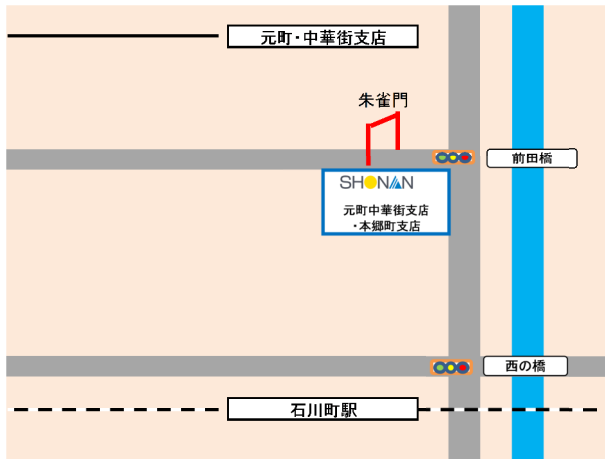 元町・中華街支店
朱雀門
前田橋
SHONAN
元町中華街支店
・本郷町支店
西の橋
石川町駅